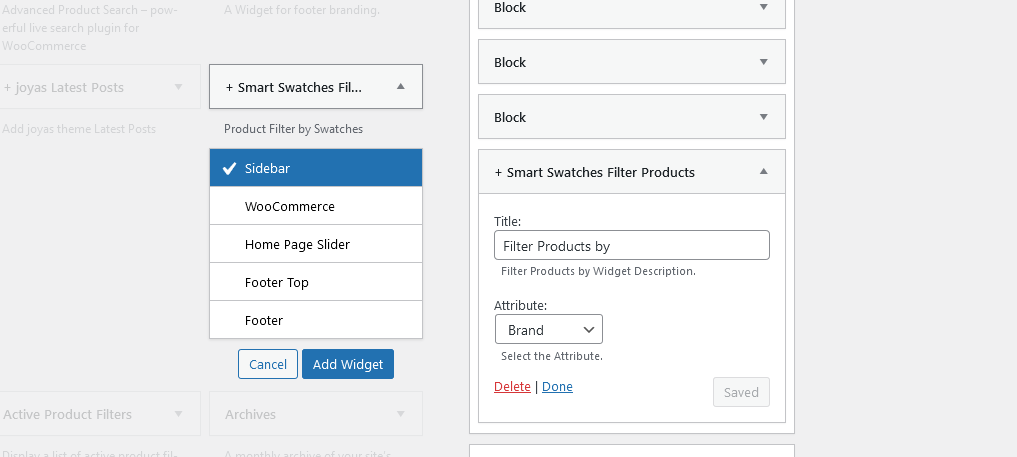 Advanced Product Search – pow-
erful live search plugin for
WooCommerce
A Widget for footer branding.
+ joyas Latest Posts
Add joyas theme Latest Posts
+ Smart Swatches Fil...
Product Filter by Swatches
Sidebar
WooCommerce
Home Page Slider
Footer Top
Footer
Cancel
Add Widget
Active Product Filters
Display a list of active product fil-
Archives
A monthly archive of your site's
Block
Block
Block
+ Smart Swatches Filter Products
Title:
Filter Products by
Filter Products by Widget Description.
Attribute:
Brand
Select the Attribute.
Delete | Done
Saved